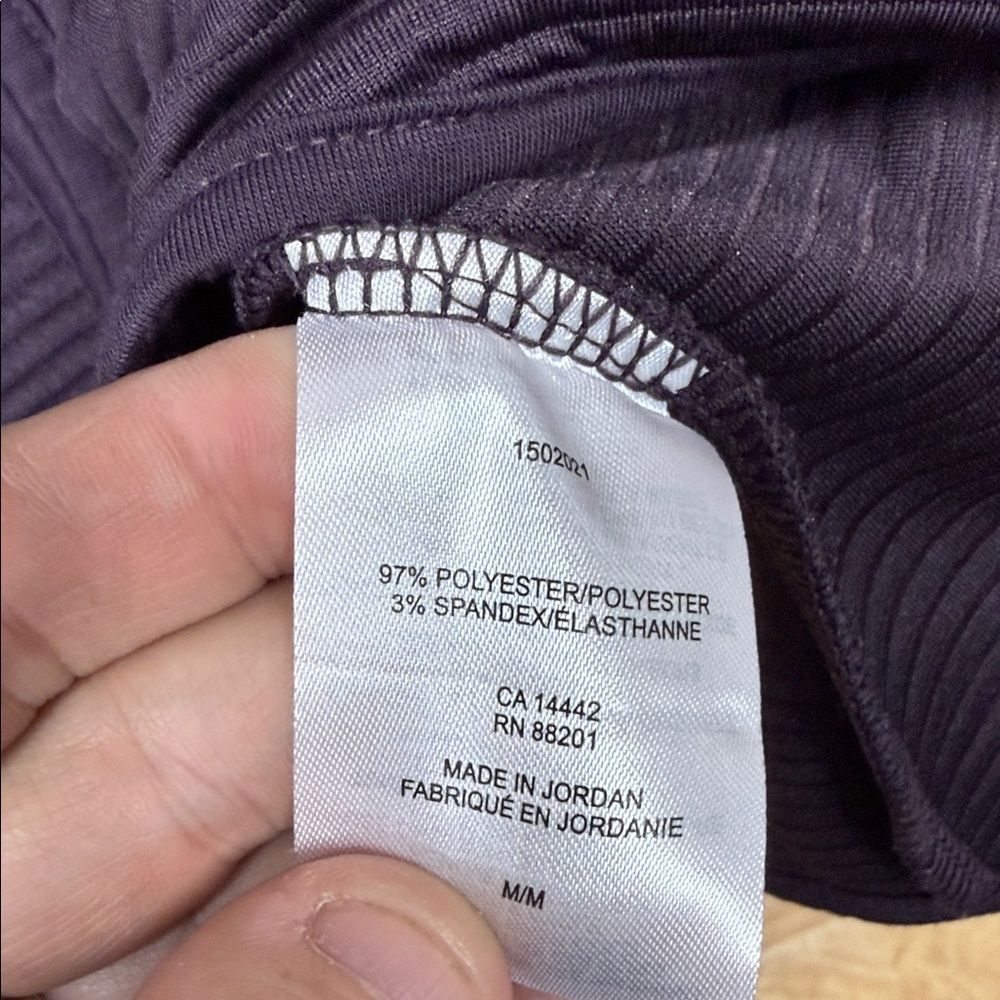 1502021
97% POLYESTER/POLYESTER
3% SPANDEX/ÉLASTHANNE
CA 14442
RN 88201
MADE IN JORDAN
FABRIQUÉ EN JORDANIE
M/M